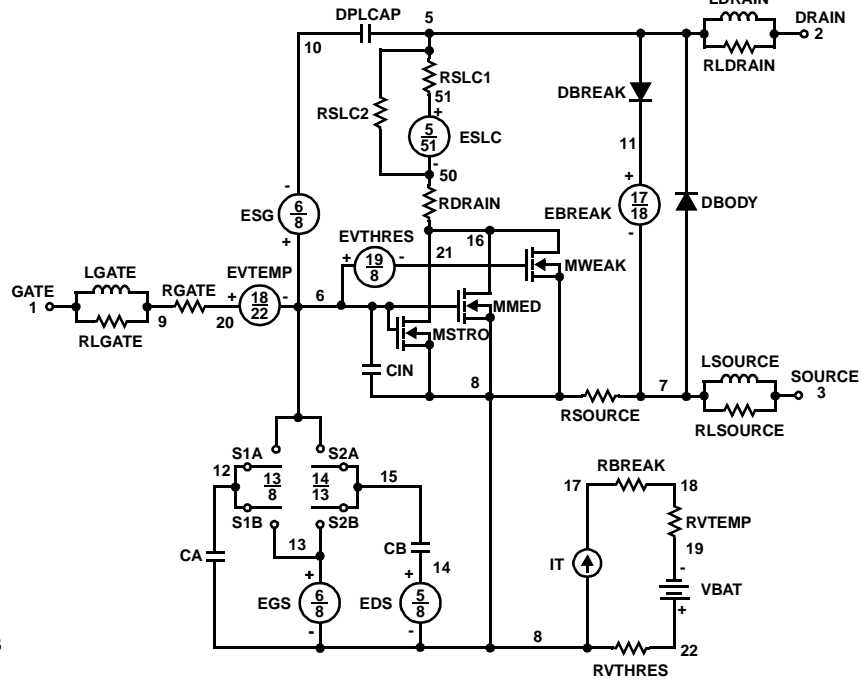 LDRAIN
DPLCAP 5 DRAIN
10 2
RSLC1 RLDRAIN
51 DBREAK
RSLC2 +
5
51 ESLC
11
-
50
- +
RDRAIN
ESG 6
8 EBREAK 17
18 DBODY
+ EVTHRES 16 -
21
+ 19
8 - MWEAK
LGATE
GATE RGATE EVTEMP
1 + 18
22 - 6 MMED
9 20
RLGATE MSTRO
LSOURCE
CIN 8 7 SOURCE
3
RSOURCE
RLSOURCE
S1A S2A
12 13
8 14
13 15 RBREAK
17 18
S1B S2B RVTEMP
13
CA CB 19
IT -
+ + 14
VBAT
EGS 6
8 EDS 5
8 +
- - 8
22
RVTHRES